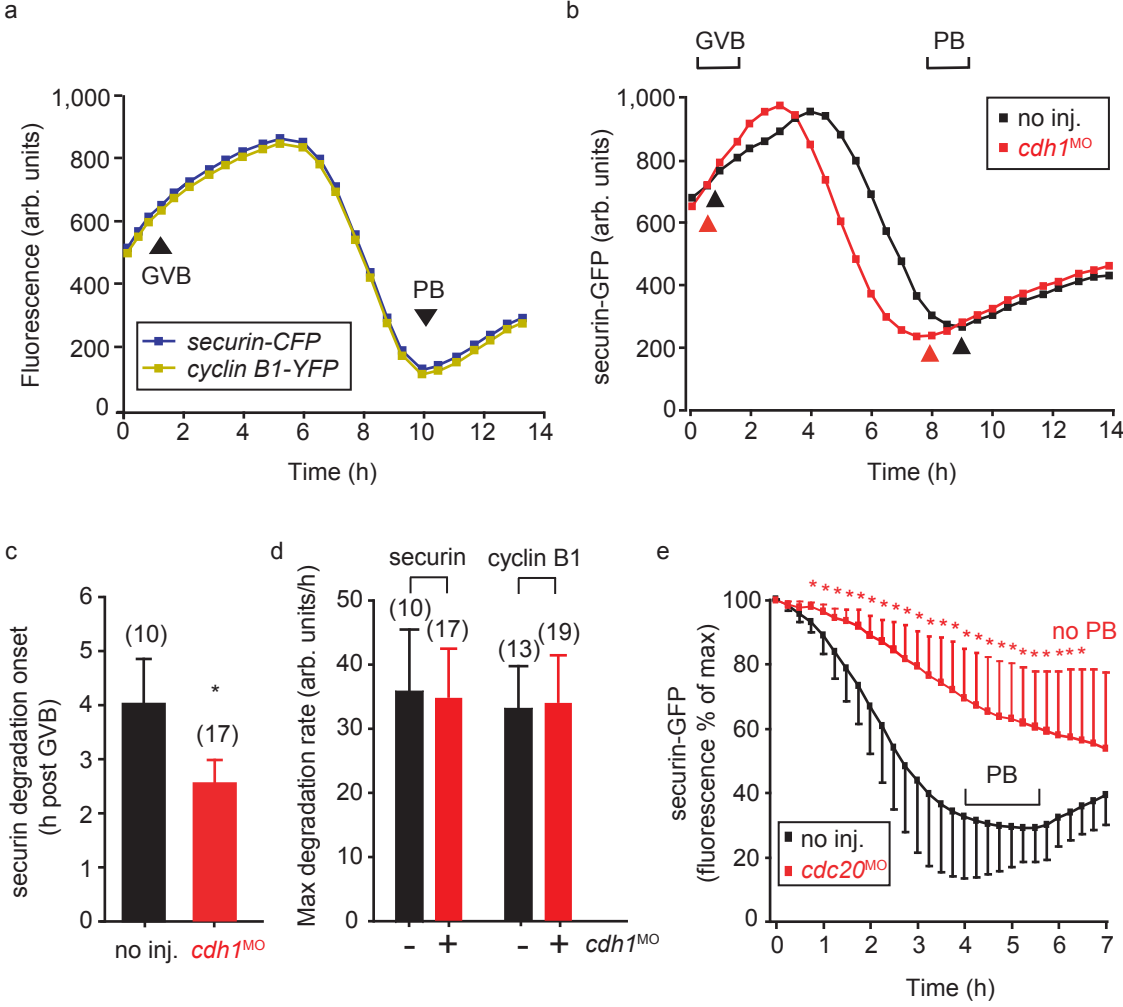 a
1,000
800
600
400
200
0
Fluorescence (arb. units)
GVB
PB
securin-CFP
cyclin B1-YFP
0 2 4 6 8 10 12 14
Time (h)
b
GVB PB
1,000
800
600
400
200
0
securin-GFP (arb. units)
no inj.
cdh1MO
0 2 4 6 8 10 12 14
Time (h)
c
6
5
4
3
2
1
0
securin degradation onset
(h post GVB)
(10)
*
(17)
no inj. cdh1MO
d
securin cyclin B1
50
40
30
20
10
0
Max degradation rate (arb. units/h)
(10) (17) (13) (19)
- + - + cdh1MO
e
100
80
60
40
20
0
securin-GFP
(fluorescence % of max)
* * * * * * * * * * * * * * * * * * * * * * * *
no PB
PB
no inj.
cdc20MO
0 1 2 3 4 5 6 7
Time (h)